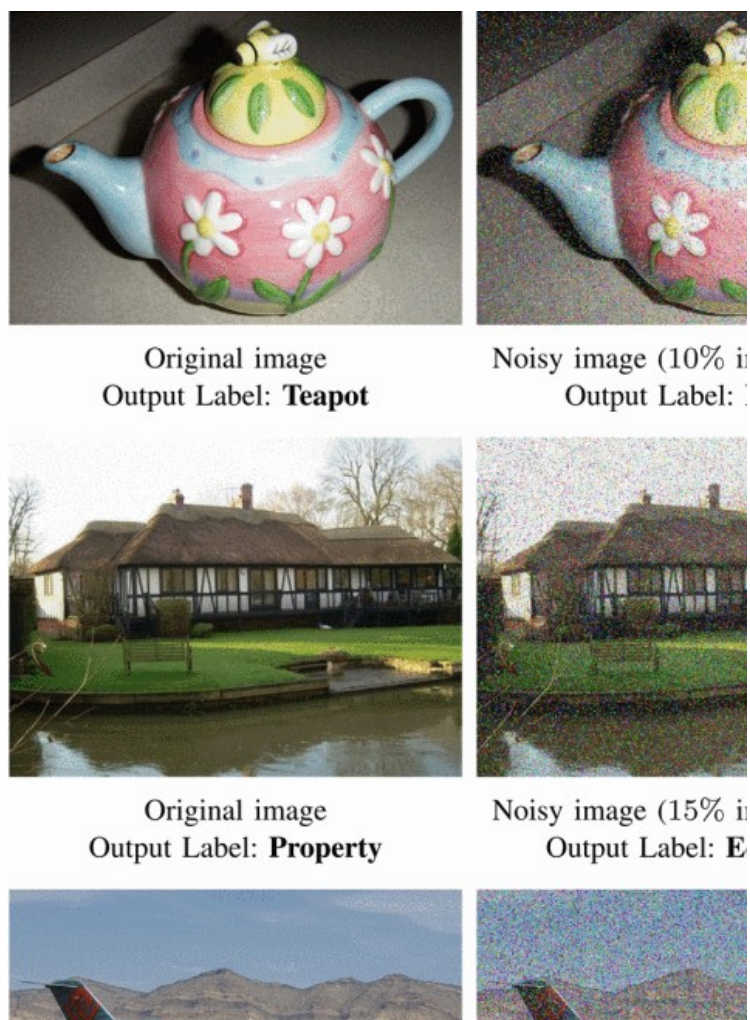 Original image
Output Label: Teapot
Noisy image (10%
Output Label:
Original image
Output Label: Property
Noisy image (15%
Output Label: